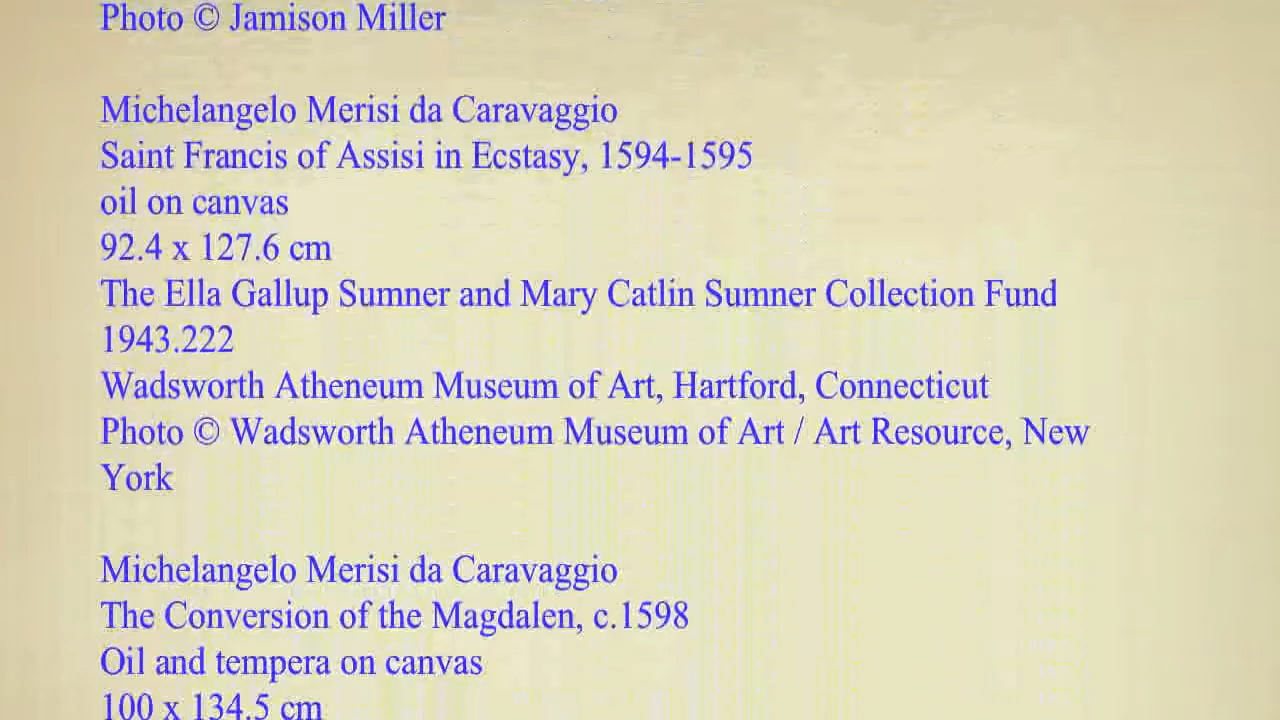 Photo © Jamison Miller
Michelangelo Merisi da Caravaggio
Saint Francis of Assisi in Ecstasy, 1594-1595
oil on canvas
92.4 x 127.6 cm
The Ella Gallup Sumner and Mary Catlin Sumner Collection Fund
1943.222
Wadsworth Atheneum Museum of Art, Hartford, Connecticut
Photo © Wadsworth Atheneum Museum of Art / Art Resource, New
York
Michelangelo Merisi da Caravaggio
The Conversion of the Magdalen, c.1598
Oil and tempera on canvas
100 x 134.5 cm